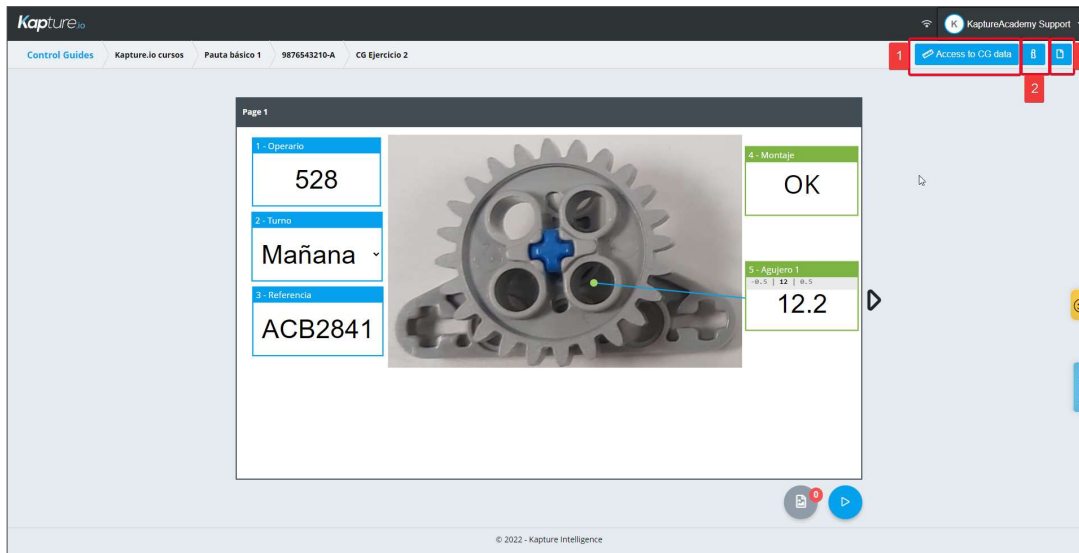 Kapture.io
K KaptureAcademy Support
Control Guides Kapture.io cursos Pauta básico 1 9876543210-A CG Ejercicio 2
1 Access to CG data
2
Page 1
1 - Operario
528
2 - Turno
Mañana
3 - Referencia
ACB2841
4 - Montaje
OK
5 - Agujero 1
-0.5 | 12 | 0.5
12.2
0
© 2022 - Kapture Intelligence